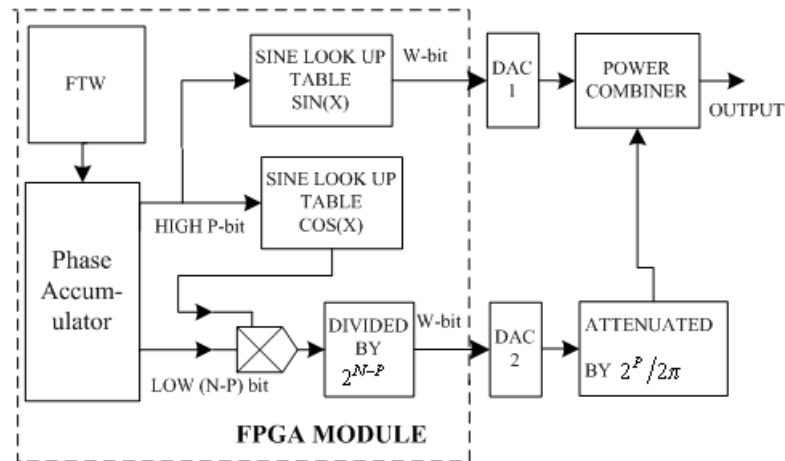 FTW
SINE LOOK UP
TABLE
SIN(X)
W-bit
DAC
1
POWER
COMBINER
OUTPUT
SINE LOOK UP
TABLE
COS(X)
HIGH P-bit
Phase
Accum-
ulator
LOW (N-P) bit
DIVIDED
BY
2^{N-P}
W-bit
DAC
2
ATTENUATED
BY 2^P/2π
FPGA MODULE